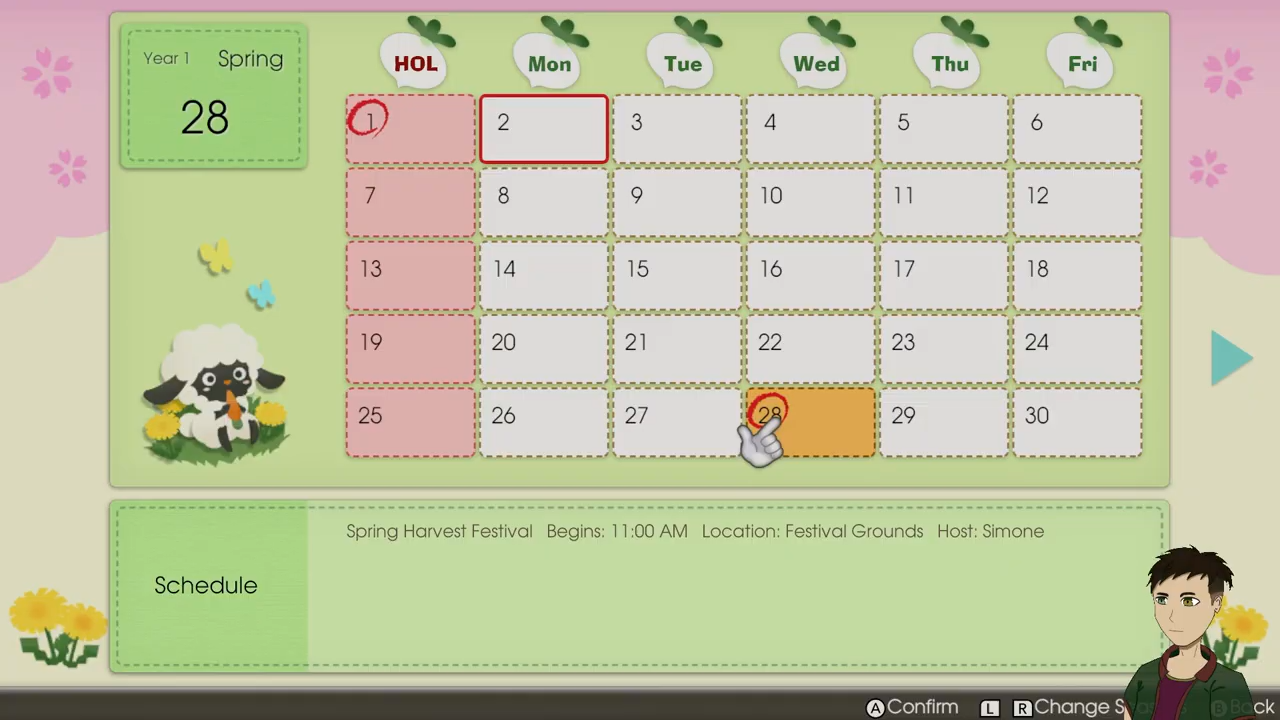 Year 1 Spring
28
HOL Mon Tue Wed Thu Fri
1 2 3 4 5 6
7 8 9 10 11 12
13 14 15 16 17 18
19 20 21 22 23 24
25 26 27 28 29 30
Spring Harvest Festival Begins: 11:00 AM Location: Festival Grounds Host: Simone
Schedule
A Confirm L R Change B Back